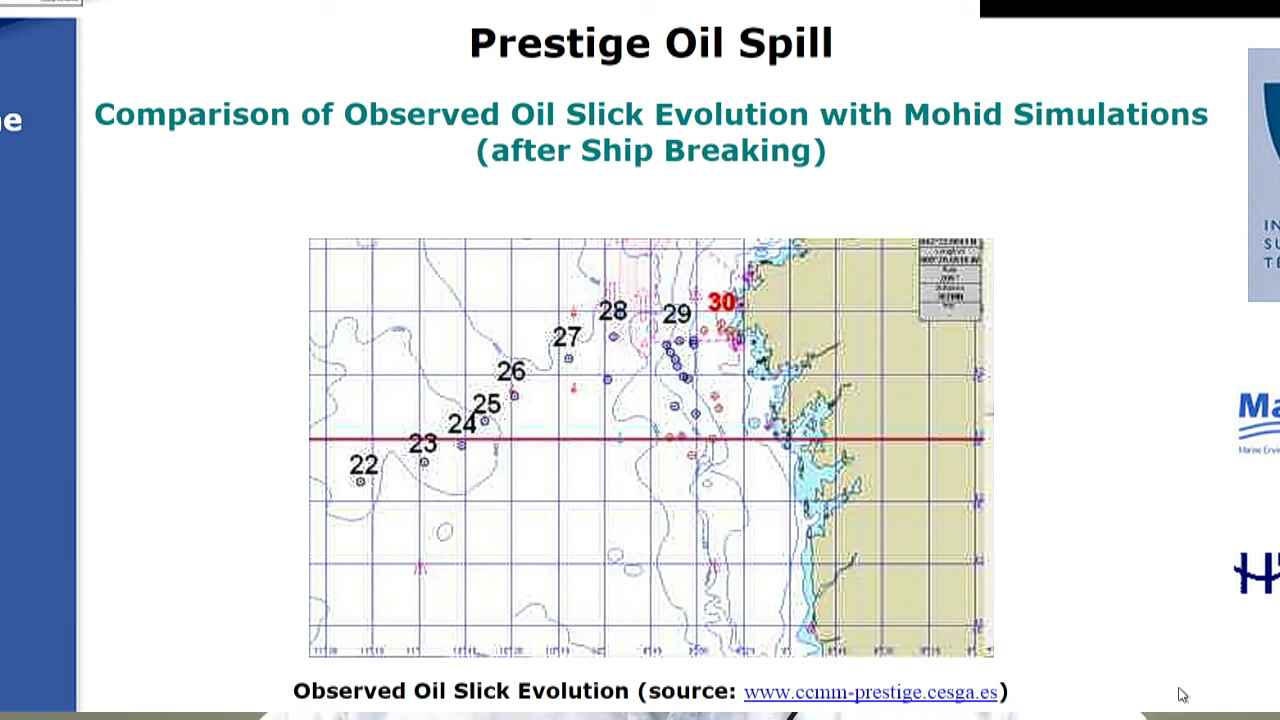 Prestige Oil Spill
Comparison of Observed Oil Slick Evolution with Mohid Simulations
(after Ship Breaking)
28
29
30
27
26
25
24
23
22
Observed Oil Slick Evolution (source: www.ccmm-prestige.cesga.es)